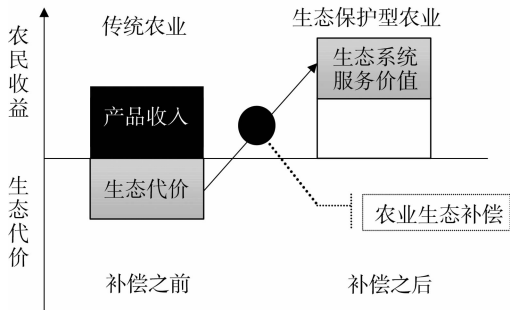 传统农业
生态保护型农业
农民收益
生态代价
产品收入
生态代价
生态系统
服务价值
农业生态补偿
补偿之前
补偿之后